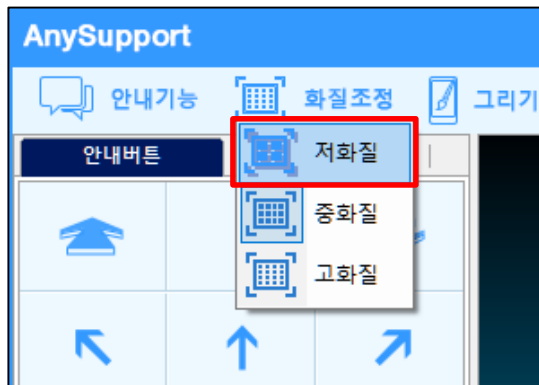 AnySupport
안내기능 화질조정 그리기
안내버튼
저화질
중화질
고화질